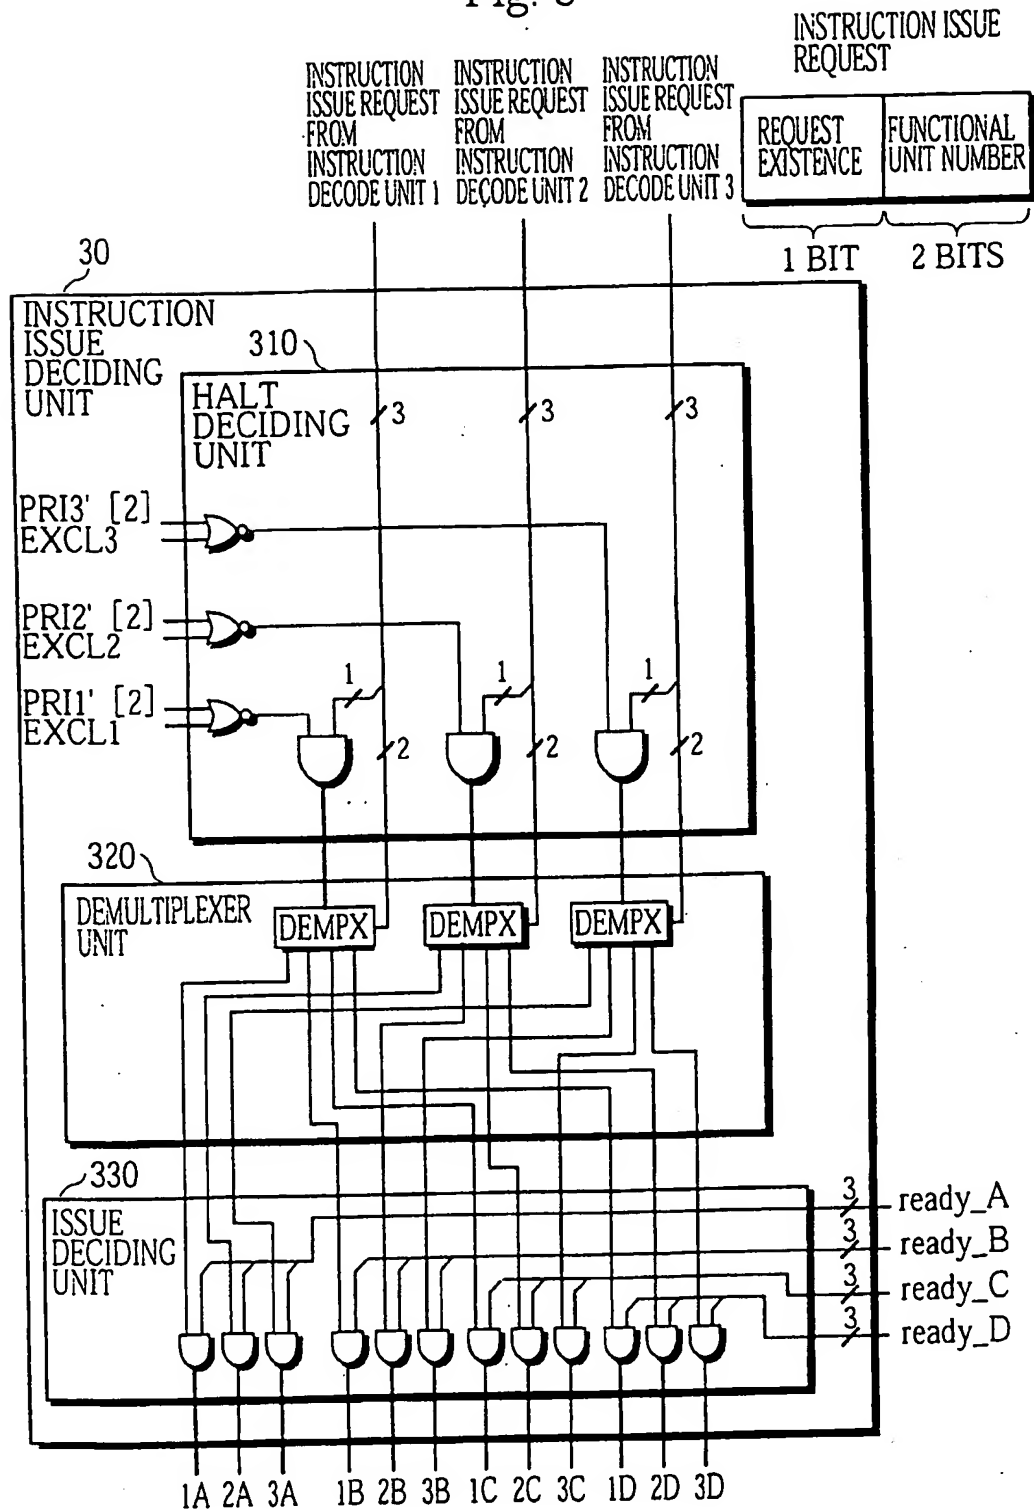 INSTRUCTION ISSUE
REQUEST
REQUEST
EXISTENCE
FUNCTIONAL
UNIT NUMBER
1 BIT
2 BITS
INSTRUCTION
ISSUE REQUEST
FROM
INSTRUCTION
DECODE UNIT 1
INSTRUCTION
ISSUE REQUEST
FROM
INSTRUCTION
DECODE UNIT 2
INSTRUCTION
ISSUE REQUEST
FROM
INSTRUCTION
DECODE UNIT 3
30
INSTRUCTION
ISSUE
DECIDING
UNIT
310
HALT
DECIDING
UNIT
3
3
3
PRI3' [2]
EXCL3
PRI2' [2]
EXCL2
PRI1' [2]
EXCL1
1
1
1
2
2
2
320
DEMULTIPLEXER
UNIT
DEMPX
DEMPX
DEMPX
330
ISSUE
DECIDING
UNIT
3
ready_A
3
ready_B
3
ready_C
3
ready_D
1A 2A 3A 1B 2B 3B 1C 2C 3C 1D 2D 3D